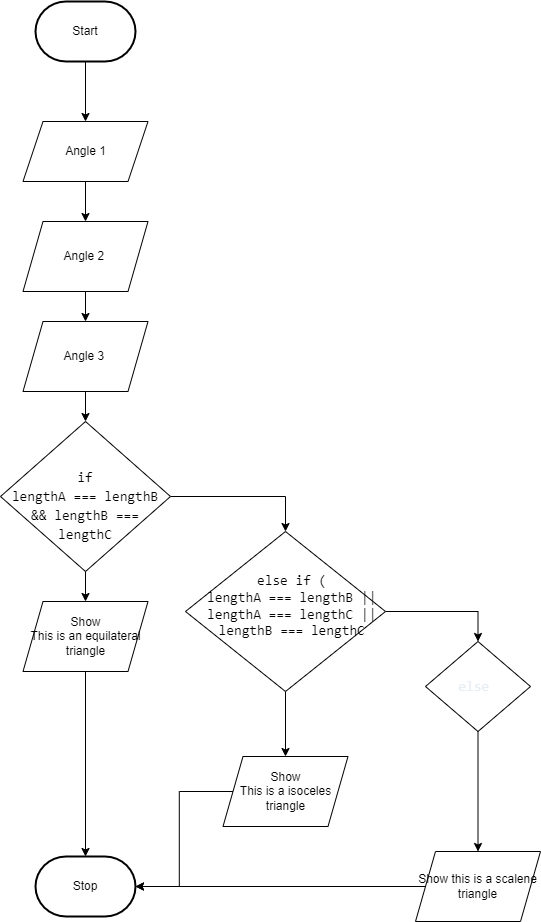 Start
Angle 1
Angle 2
Angle 3
if
lengthA === lengthB
&& lengthB ===
lengthC
else if (
lengthA === lengthB ||
lengthA === lengthC ||
lengthB === lengthC
Show
This is an equilateral
triangle
else
Show
This is a isoceles
triangle
Show this is a scalene
triangle
Stop